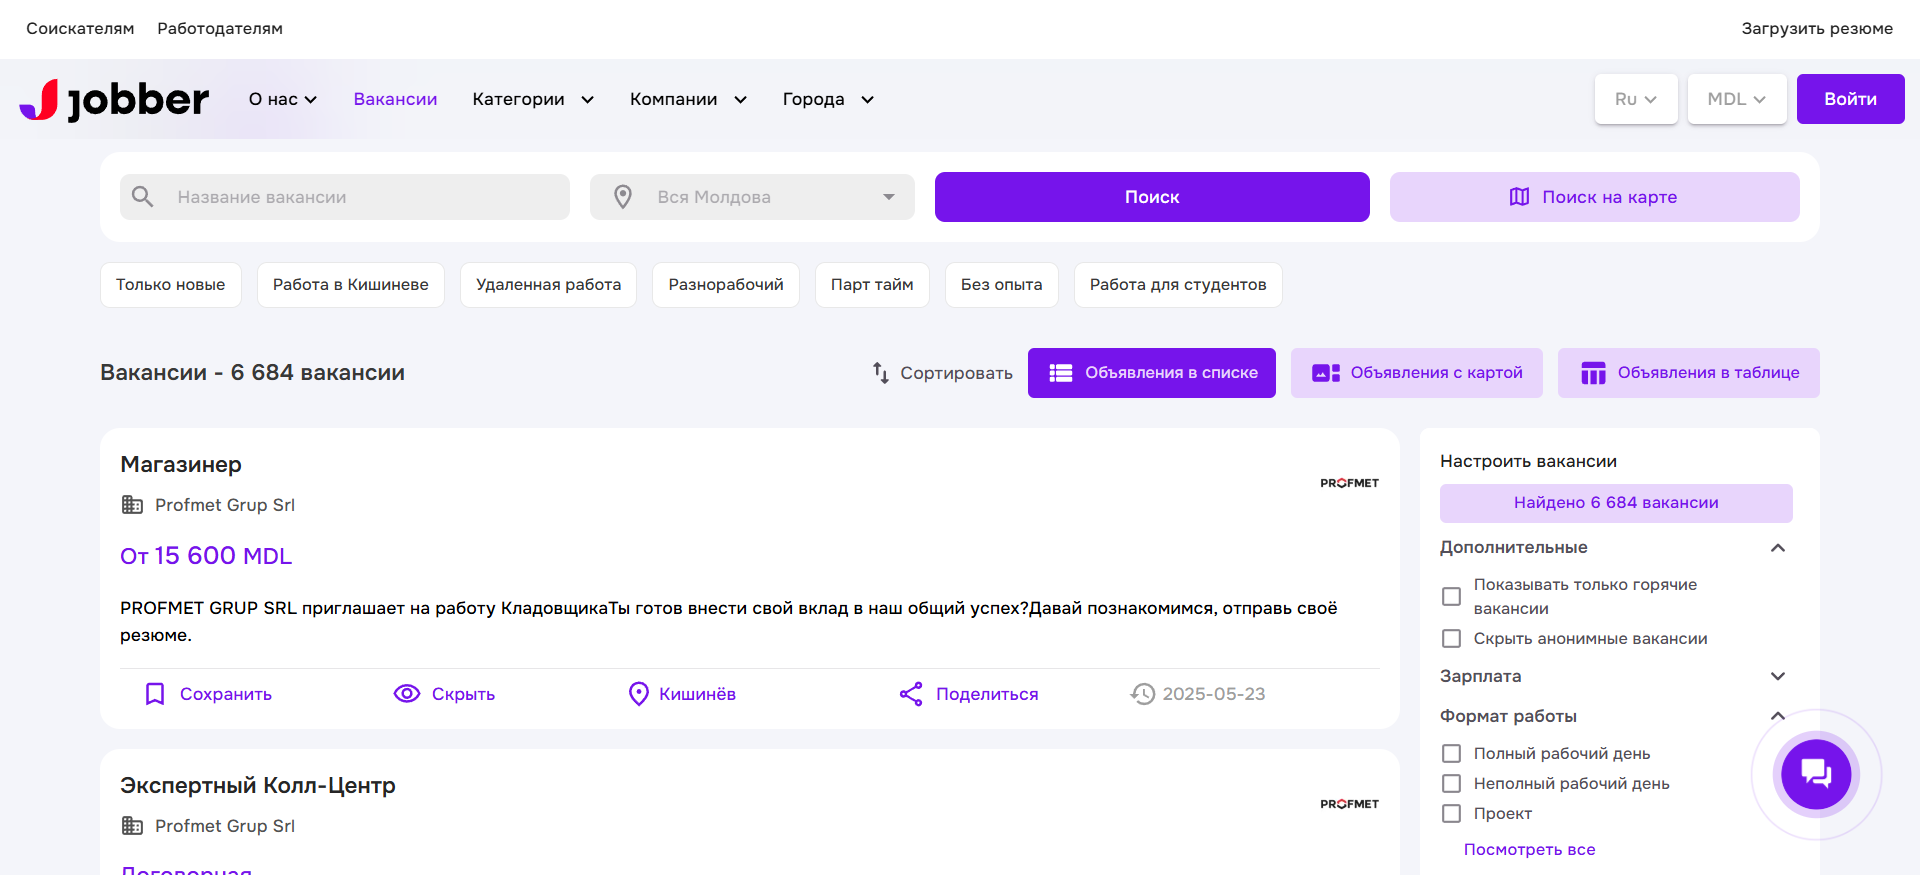 Соискателям Работодателям Загрузить резюме
jobber О нас Вакансии Категории Компании Города Ru MDL Войти
Название вакансии Вся Молдова Поиск Поиск на карте
Только новые Работа в Кишиневе Удаленная работа Разнорабочий Парт тайм Без опыта Работа для студентов
Вакансии - 6 684 вакансии Сортировать Объявления в списке Объявления с картой Объявления в таблице
Магазинер
PROFMET
Profmet Grup Srl
От 15 600 MDL
PROFMET GRUP SRL приглашает на работу КладовщикаТы готов внести свой вклад в наш общий успех?Давай познакомимся, отправь своё
резюме.
Сохранить Скрыть Кишинёв Поделиться 2025-05-23
Экспертный Колл-Центр
PROFMET
Profmet Grup Srl
Договорная
Настроить вакансии
Найдено 6 684 вакансии
Дополнительные
Показывать только горячие
вакансии
Скрыть анонимные вакансии
Зарплата
Формат работы
Полный рабочий день
Неполный рабочий день
Проект
Посмотреть все